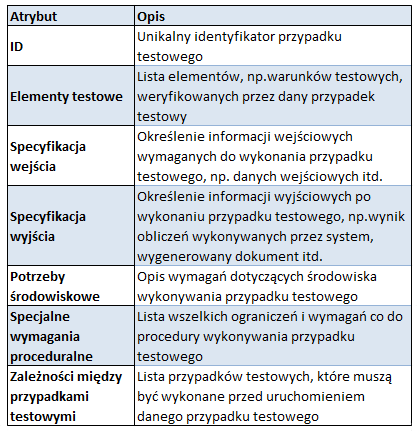 Atrybut Opis
ID Unikalny identyfikator przypadku
testowego
Elementy testowe Lista elementów, np.warunków testowych,
weryfikowanych przez dany przypadek
testowy
Specyfikacja
wejścia
Określenie informacji wejściowych
wymaganych do wykonania przypadku
testowego, np. danych wejściowych itd.
Specyfikacja
wyjścia
Określenie informacji wyjściowych po
wykonaniu przypadku testowego, np.wynik
obliczeń wykonywanych przez system,
wygenerowany dokument itd.
Potrzeby
środowiskowe
Opis wymagań dotyczących środowiska
wykonywania przypadku testowego
Specjalne
wymagania
proceduralne
Lista wszelkich ograniczeń i wymagań co do
procedury wykonywania przypadku
testowego
Zależności między
przypadkami
testowymi
Lista przypadków testowych, które muszą
być wykonane przed uruchomieniem
danego przypadku testowego